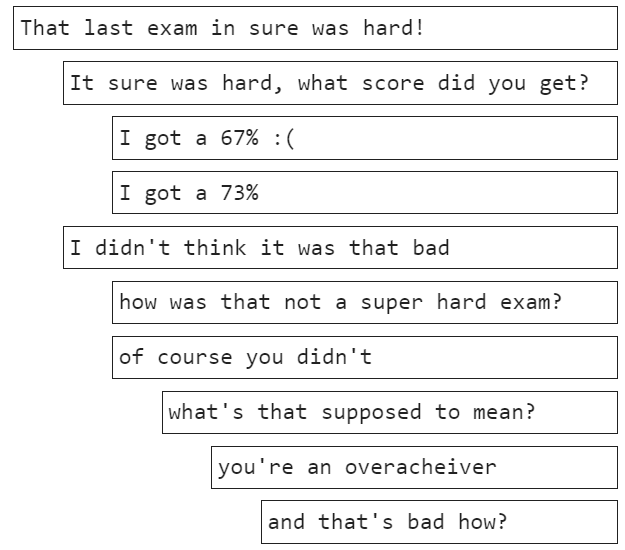 That last exam in sure was hard!
It sure was hard, what score did you get?
I got a 67% :(
I got a 73%
I didn't think it was that bad
how was that not a super hard exam?
of course you didn't
what's that supposed to mean?
you're an overacheiver
and that's bad how?